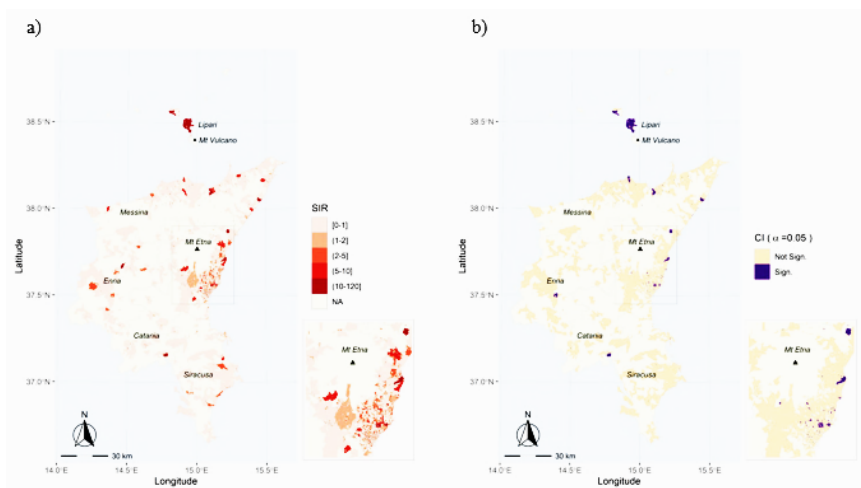 a)
38.5°N
38.0°N
37.5°N
37.0°N
Latitude
Lipari
Mt Vulcano
Messina
Mt Etna
Enna
Catania
Siracusa
SIR
[0-1]
(1-2]
(2-5]
(5-10]
(10-120]
NA
Mt Etna
N
30 km
14.0°E
14.5°E
15.0°E
15.5°E
Longitude
b)
38.5°N
38.0°N
37.5°N
37.0°N
Latitude
Lipari
Mt Vulcano
Messina
Mt Etna
Enna
Catania
Siracusa
CI ( α =0.05 )
Not Sign.
Sign.
Mt Etna
N
30 km
14.0°E
14.5°E
15.0°E
15.5°E
Longitude